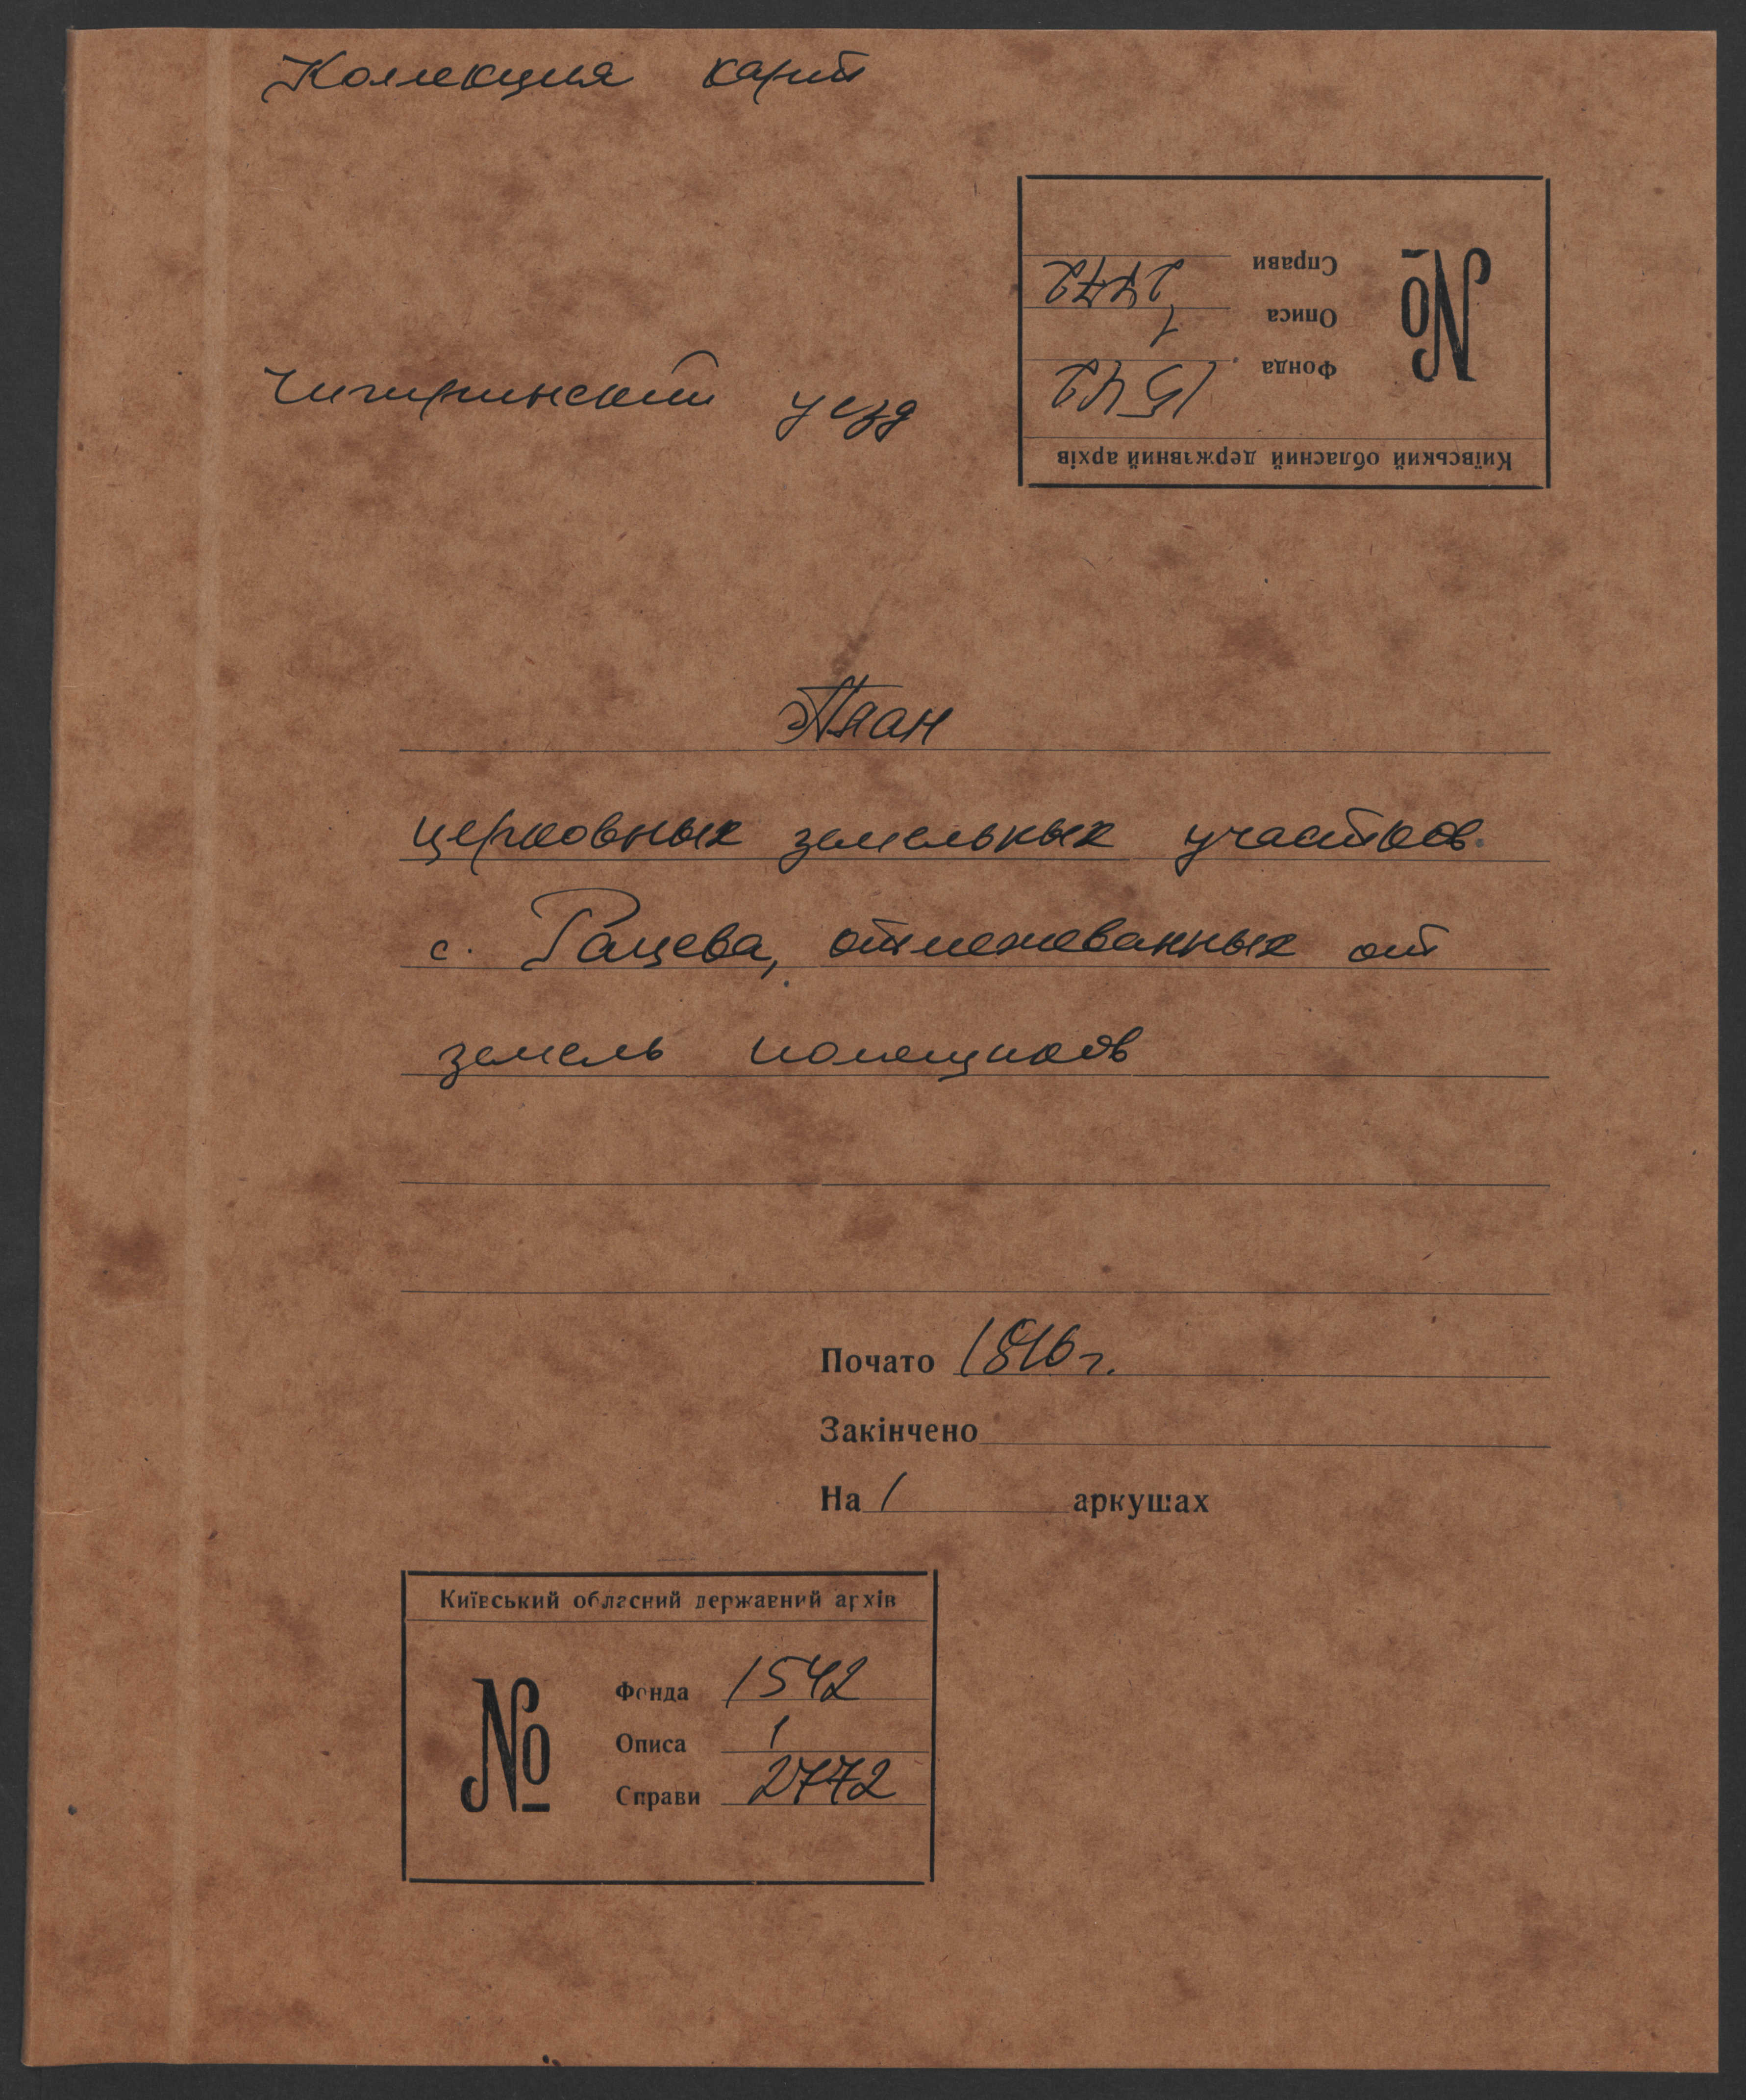 Коллекция карт
Київський обласний державний архів
№
Фонда 1542
Описа 1
Справи 2772
Чигиринский уезд
План
церковных земельных участков
с. Рацева, отмежеванных от
земель помещиков
Почато 1816 г.
Закінчено
На 1 аркушах
Київський обласний державний архів
№
Фонда 1542
Описа 1
Справи 2772